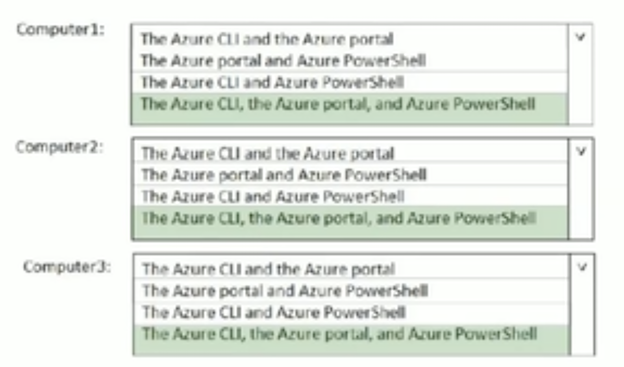 Computer1:
The Azure CLI and the Azure portal
The Azure portal and Azure PowerShell
The Azure CLI and Azure PowerShell
The Azure CLI, the Azure portal, and Azure PowerShell
Computer2:
The Azure CLI and the Azure portal
The Azure portal and Azure PowerShell
The Azure CLI and Azure PowerShell
The Azure CLI, the Azure portal, and Azure PowerShell
Computer3:
The Azure CLI and the Azure portal
The Azure portal and Azure PowerShell
The Azure CLI and Azure PowerShell
The Azure CLI, the Azure portal, and Azure PowerShell